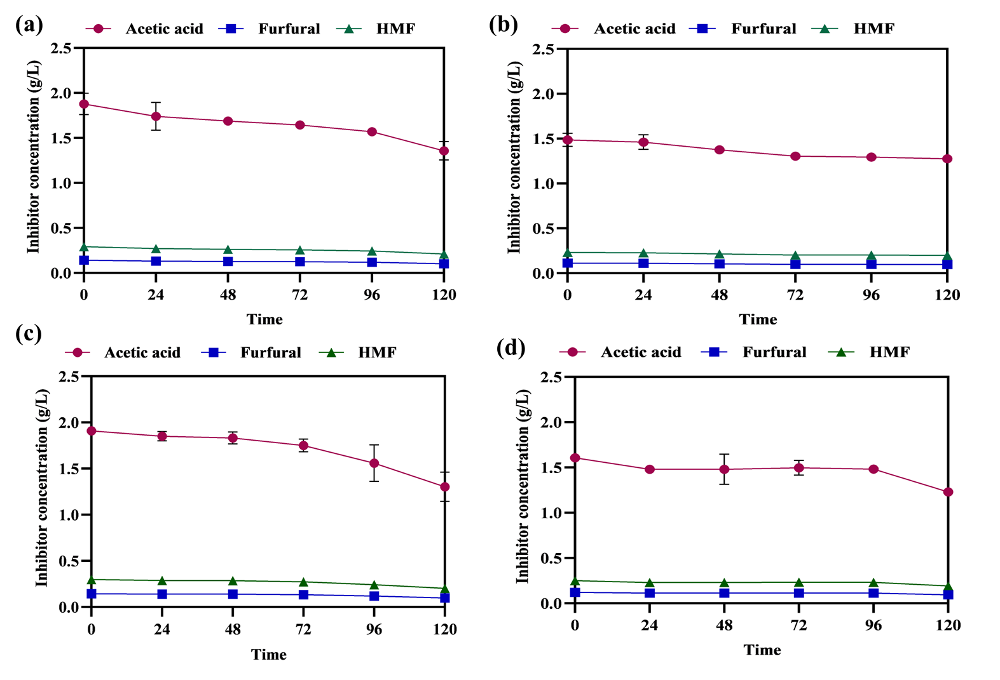 (a)
Acetic acid Furfural HMF
2.5
2.0
1.5
1.0
0.5
0.0
Inhibitor concentration (g/L)
0 24 48 72 96 120
Time
(b)
Acetic acid Furfural HMF
2.5
2.0
1.5
1.0
0.5
0.0
Inhibitor concentration (g/L)
0 24 48 72 96 120
Time
(c)
Acetic acid Furfural HMF
2.5
2.0
1.5
1.0
0.5
0.0
Inhibitor concentration (g/L)
0 24 48 72 96 120
Time
(d)
Acetic acid Furfural HMF
2.5
2.0
1.5
1.0
0.5
0.0
Inhibitor concentration (g/L)
0 24 48 72 96 120
Time